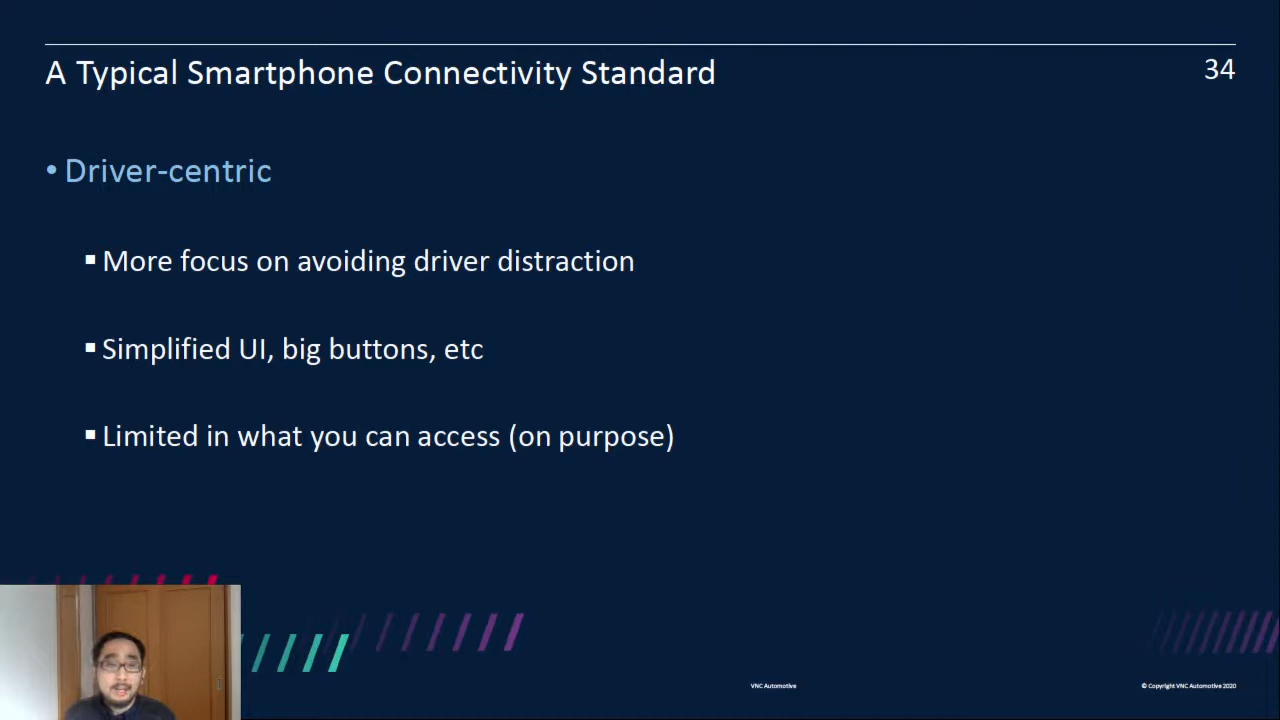 A Typical Smartphone Connectivity Standard
34
• Driver-centric
▪ More focus on avoiding driver distraction
▪ Simplified UI, big buttons, etc
▪ Limited in what you can access (on purpose)
VNC Automotive
© Copyright VNC Automotive 2020